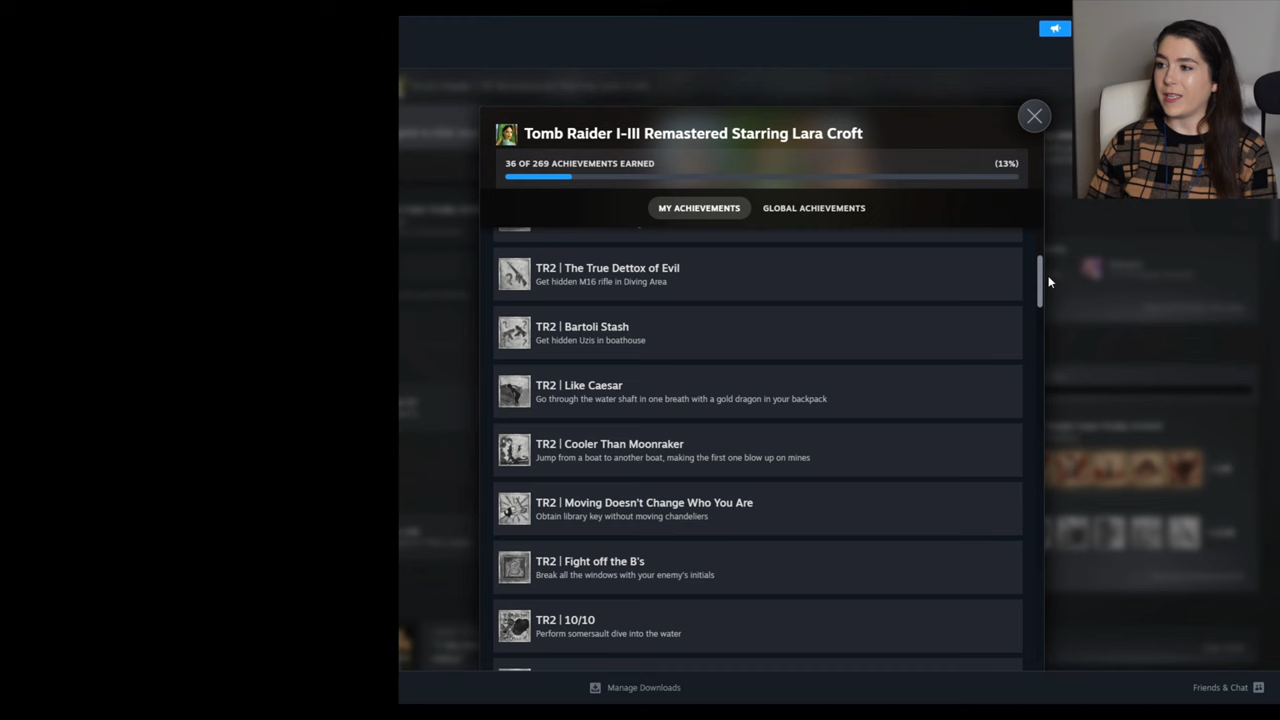 Tomb Raider I-III Remastered Starring Lara Croft
36 OF 269 ACHIEVEMENTS EARNED (13%)
MY ACHIEVEMENTS GLOBAL ACHIEVEMENTS
TR2 | The True Dettox of Evil
Get hidden M16 rifle in Diving Area
TR2 | Bartoli Stash
Get hidden Uzis in boathouse
TR2 | Like Caesar
Go through the water shaft in one breath with a gold dragon in your backpack
TR2 | Cooler Than Moonraker
Jump from a boat to another boat, making the first one blow up on mines
TR2 | Moving Doesn't Change Who You Are
Obtain library key without moving chandeliers
TR2 | Fight off the B's
Break all the windows with your enemy's initials
TR2 | 10/10
Perform somersault dive into the water
Manage Downloads
Friends & Chat